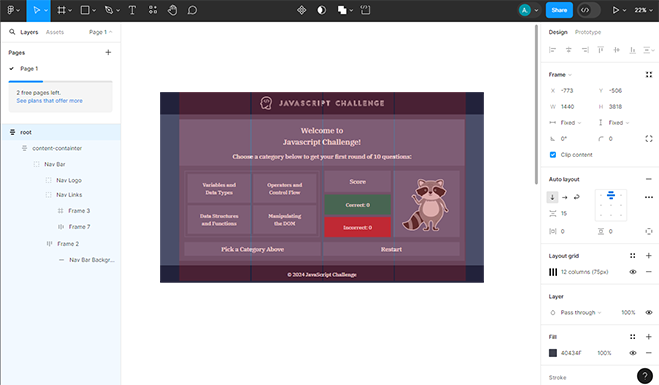 A
Share
22%
Layers
Assets
Page 1
Pages
Page 1
2 free pages left.
See plans that offer more
root
content-containter
Nav Bar
Nav Logo
Nav Links
Frame 3
Frame 7
Frame 2
Nav Bar Backgr...
JAVASCRIPT CHALLENGE
Welcome to
Javascript Challenge!
Choose a category below to get your first round of 10 questions:
Variables and
Data Types
Operators and
Control Flow
Data Structures
and Functions
Manipulating
the DOM
Score
Correct: 0
Incorrect: 0
Pick a Category Above
Restart
© 2024 JavaScript Challenge
Design
Prototype
Frame
X -773
Y -506
W 1440
H 3818
Fixed
Fixed
0°
0
Clip content
Auto layout
15
0
0
Layout grid
12 columns (75px)
Layer
Pass through
100%
Fill
40434F
100%
Stroke
?